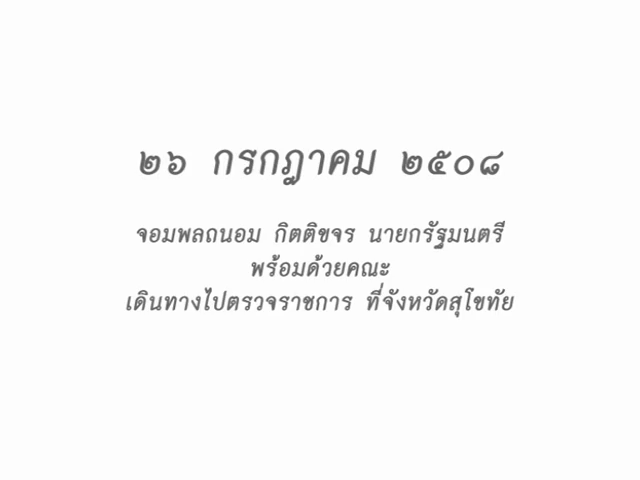 ๒๖ กรกฎาคม ๒๕๐๘
จอมพลถนอม กิตติขจร นายกรัฐมนตรี
พร้อมด้วยคณะ
เดินทางไปตรวจราชการ ที่จังหวัดสุโขทัย